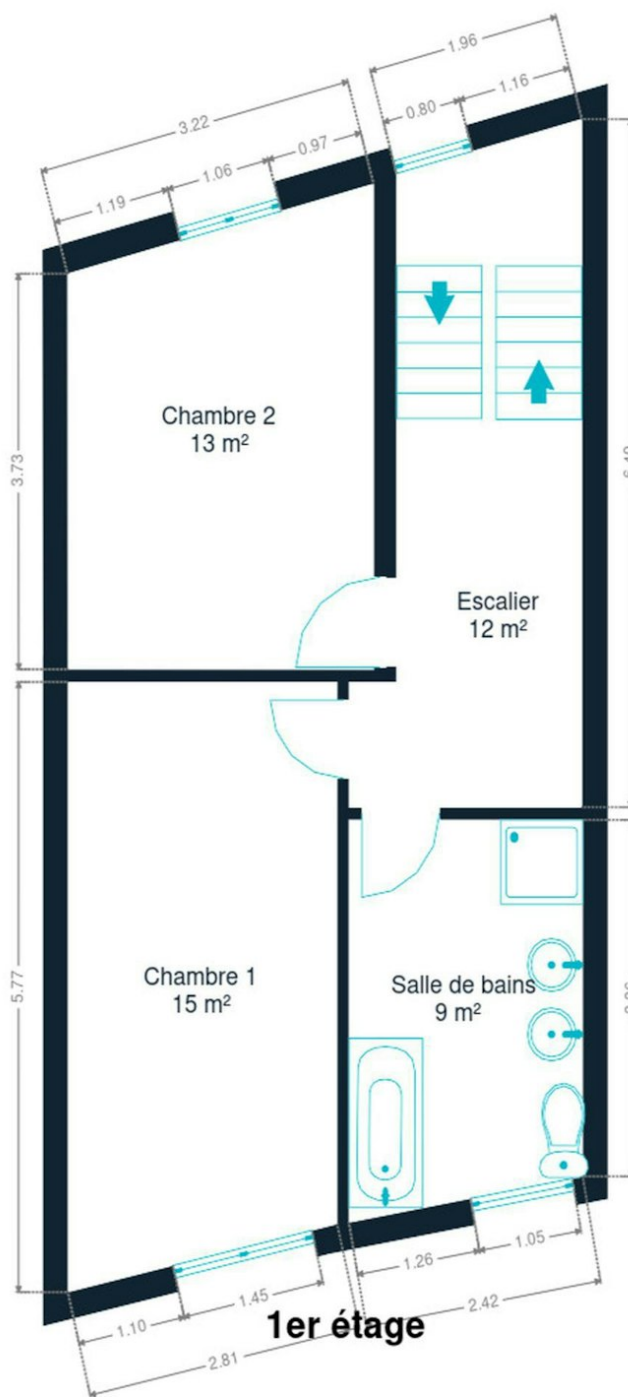 1.96
0.80
1.16
3.22
1.19
1.06
0.97
3.73
Chambre 2
13 m²
Escalier
12 m²
5.77
Chambre 1
15 m²
Salle de bains
9 m²
1.26
1.05
2.42
1.10
1.45
2.81
1er étage